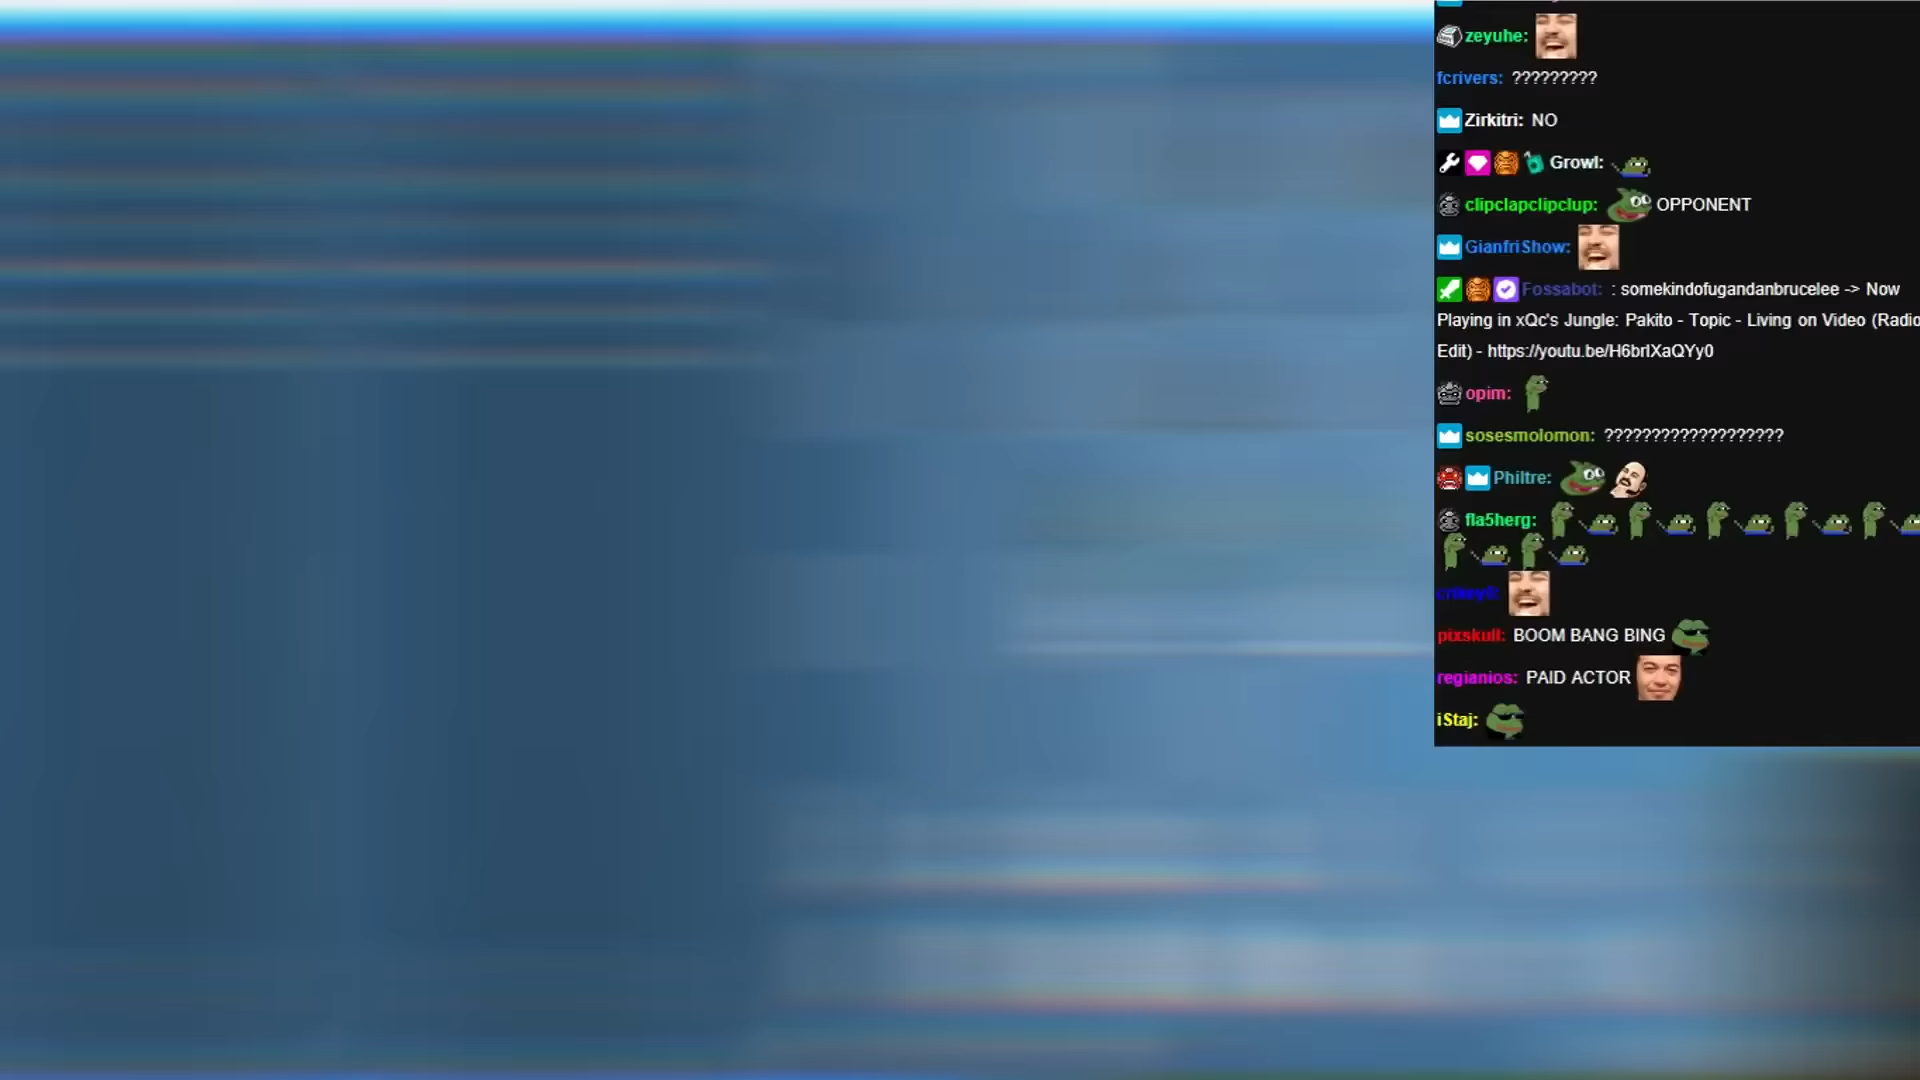 zeyuhe:
fcrivers: ?????????
Zirkitri: NO
Growl:
clipclapclipclup: OPPONENT
GianfriShow:
Fossabot: : somekindofugandanbrucelee -> Now
Playing in xQc's Jungle: Pakito - Topic - Living on Video (Radio
Edit) - https://youtu.be/H6brIXaQYy0
opim:
sosesmolomon: ???????????????????
Philtre:
fla5herg:
pixskull: BOOM BANG BING
regianios: PAID ACTOR
iStaj: